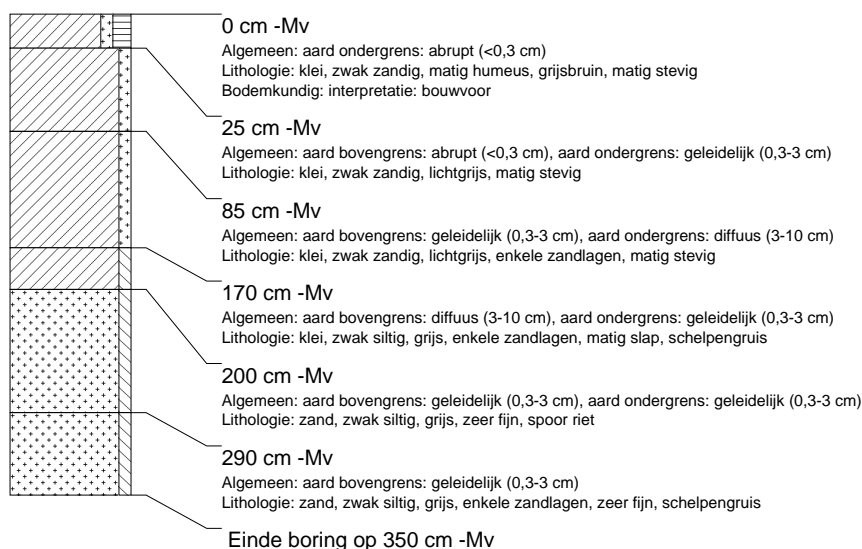 0 cm -Mv
Algemeen: aard ondergrens: abrupt (<0,3 cm)
Lithologie: klei, zwak zandig, matig humeus, grijsbruin, matig stevig
Bodemkundig: interpretatie: bouwvoor
25 cm -Mv
Algemeen: aard bovengrens: abrupt (<0,3 cm), aard ondergrens: geleidelijk (0,3-3 cm)
Lithologie: klei, zwak zandig, lichtgrijs, matig stevig
85 cm -Mv
Algemeen: aard bovengrens: geleidelijk (0,3-3 cm), aard ondergrens: diffuus (3-10 cm)
Lithologie: klei, zwak zandig, lichtgrijs, enkele zandlagen, matig stevig
170 cm -Mv
Algemeen: aard bovengrens: diffuus (3-10 cm), aard ondergrens: geleidelijk (0,3-3 cm)
Lithologie: klei, zwak siltig, grijs, enkele zandlagen, matig slap, schelpengruis
200 cm -Mv
Algemeen: aard bovengrens: geleidelijk (0,3-3 cm), aard ondergrens: geleidelijk (0,3-3 cm)
Lithologie: zand, zwak siltig, grijs, zeer fijn, spoor riet
290 cm -Mv
Algemeen: aard bovengrens: geleidelijk (0,3-3 cm)
Lithologie: zand, zwak siltig, grijs, enkele zandlagen, zeer fijn, schelpengruis
Einde boring op 350 cm -Mv